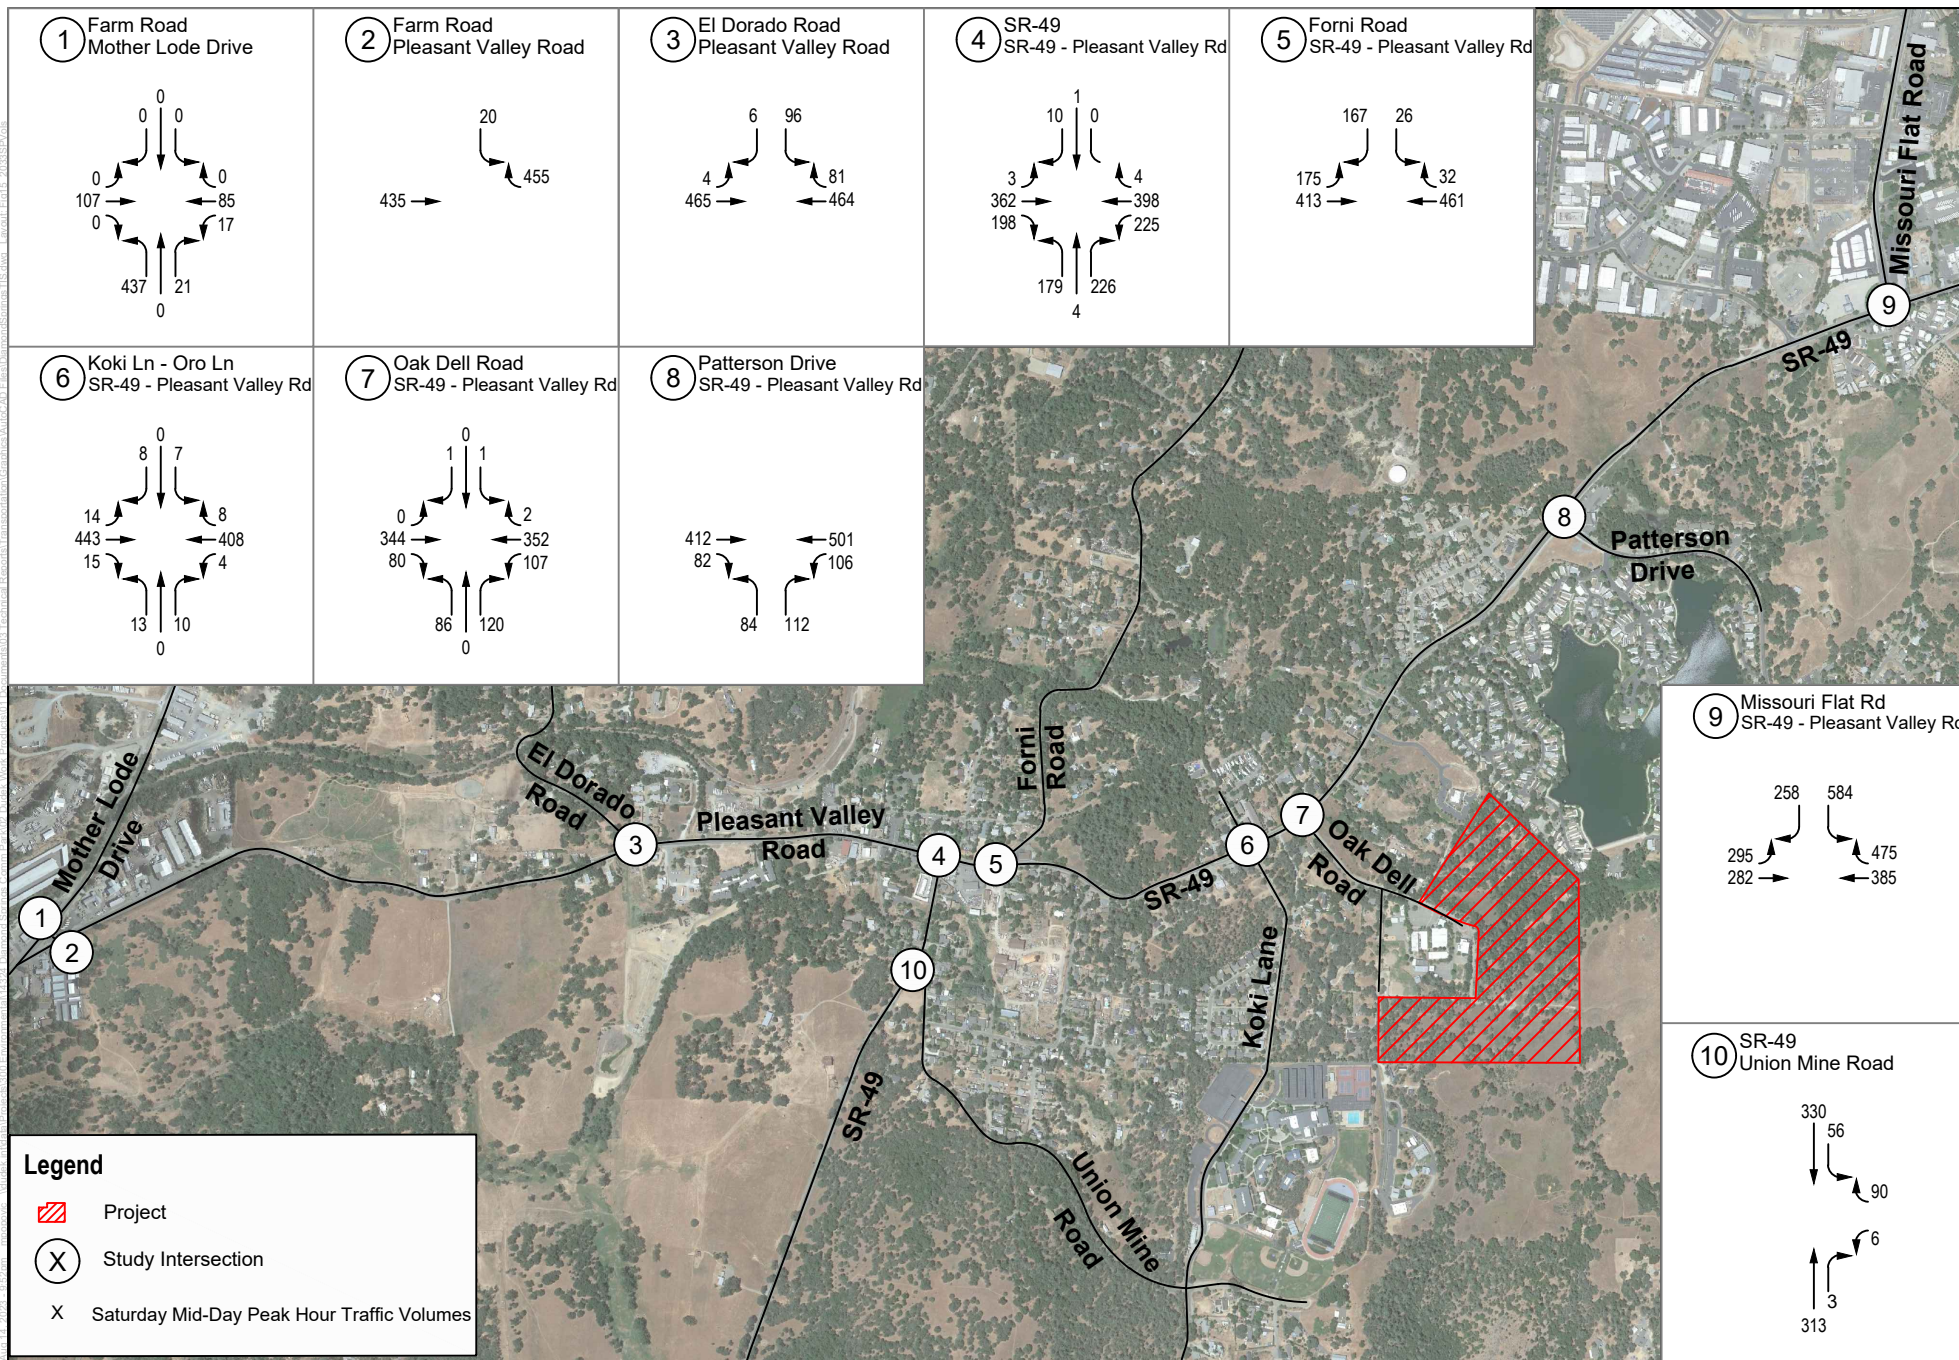 1
Farm Road
Mother Lode Drive
0
0 0
0 0
107 85
0 17
437 21
0
2
Farm Road
Pleasant Valley Road
20
455
435
3
El Dorado Road
Pleasant Valley Road
6 96
4 81
465 464
4
SR-49
SR-49 - Pleasant Valley Rd
1
10 0
3 4
362 398
198 225
179 226
4
5
Forni Road
SR-49 - Pleasant Valley Rd
167 26
175 32
413 461
6
Koki Ln - Oro Ln
SR-49 - Pleasant Valley Rd
0
8 7
14 8
443 408
15 4
13 10
0
7
Oak Dell Road
SR-49 - Pleasant Valley Rd
0
1 1
0 2
344 352
80 107
86 120
0
8
Patterson Drive
SR-49 - Pleasant Valley Rd
412 501
82 106
84 112
Missouri Flat Road
9
SR-49
8
Patterson
Drive
9
Missouri Flat Rd
SR-49 - Pleasant Valley
258 584
295 475
282 385
10
SR-49
Union Mine Road
330
56
90
6
3
313
Mother Lode
Drive
1
2
El Dorado
Road
3
Pleasant Valley
Road
4
5
Forni
Road
SR-49
6
7
Oak Dell
Road
Koki Lane
10
SR-49
Union Mine
Road
Legend
Project
X Study Intersection
X Saturday Mid-Day Peak Hour Traffic Volumes